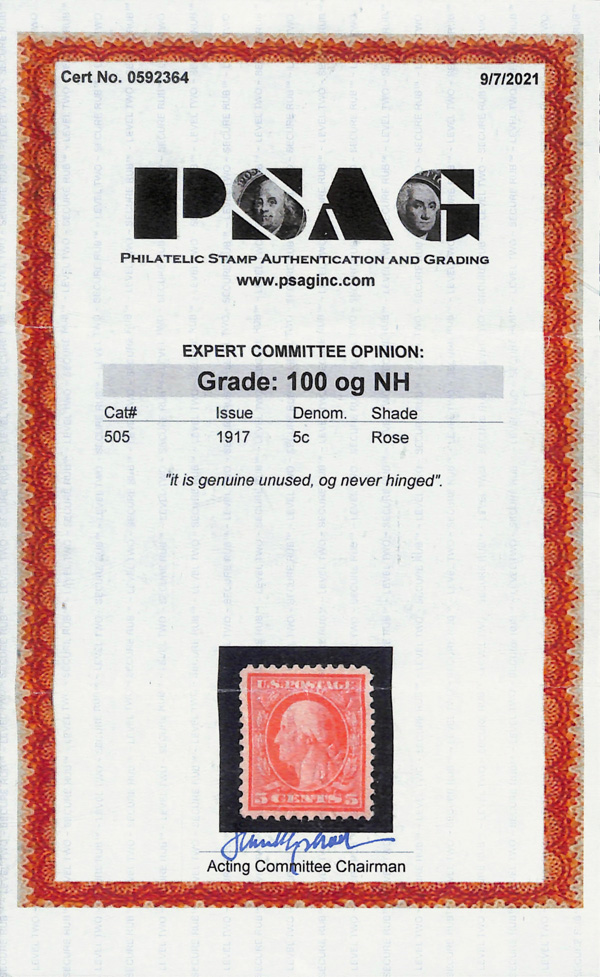 Cert No. 0592364 9/7/2021
PSAG
PHILATELIC STAMP AUTHENTICATION AND GRADING
www.psaginc.com
EXPERT COMMITTEE OPINION:
Grade: 100 og NH
Cat# Issue Denom. Shade
505 1917 5c Rose
"it is genuine unused, og never hinged".
U.S. POSTAGE
5 CENTS 5
Acting Committee Chairman